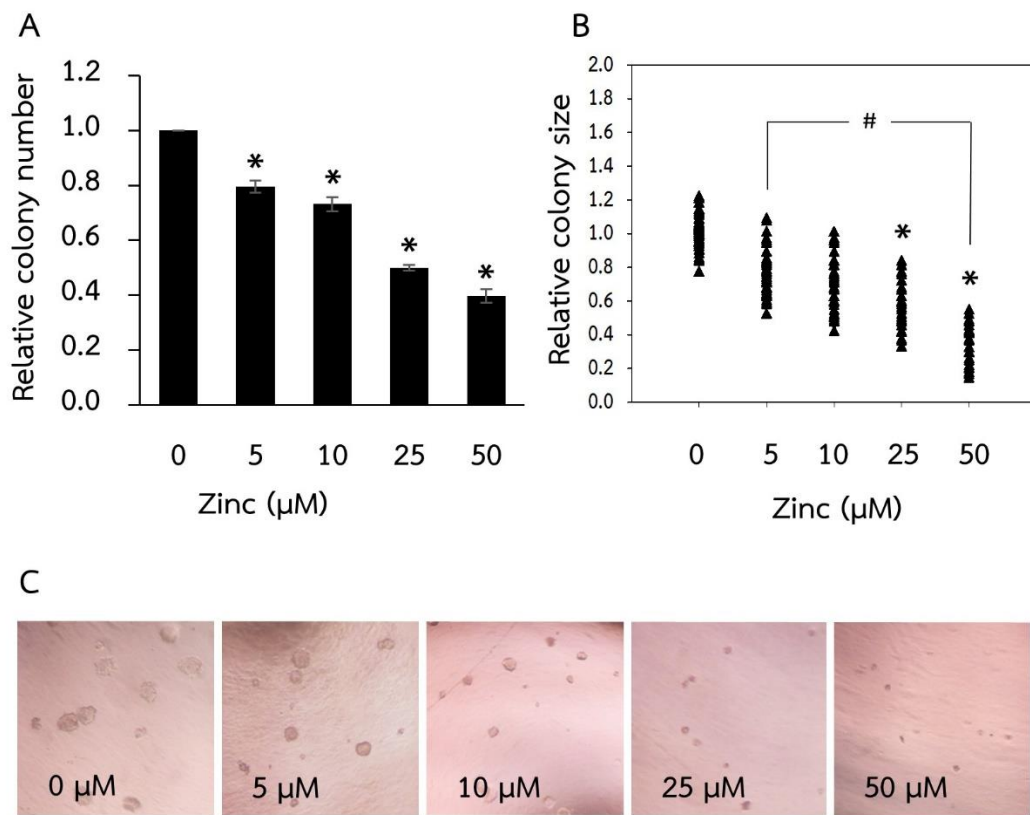 A
Relative colony number
1.2
1.0
0.8
0.6
0.4
0.2
0.0
* * * *
0 5 10 25 50
Zinc (µM)
B
Relative colony size
2.0
1.8
1.6
1.4
1.2
1.0
0.8
0.6
0.4
0.2
0.0
#
* *
0 5 10 25 50
Zinc (µM)
C
0 µM 5 µM 10 µM 25 µM 50 µM